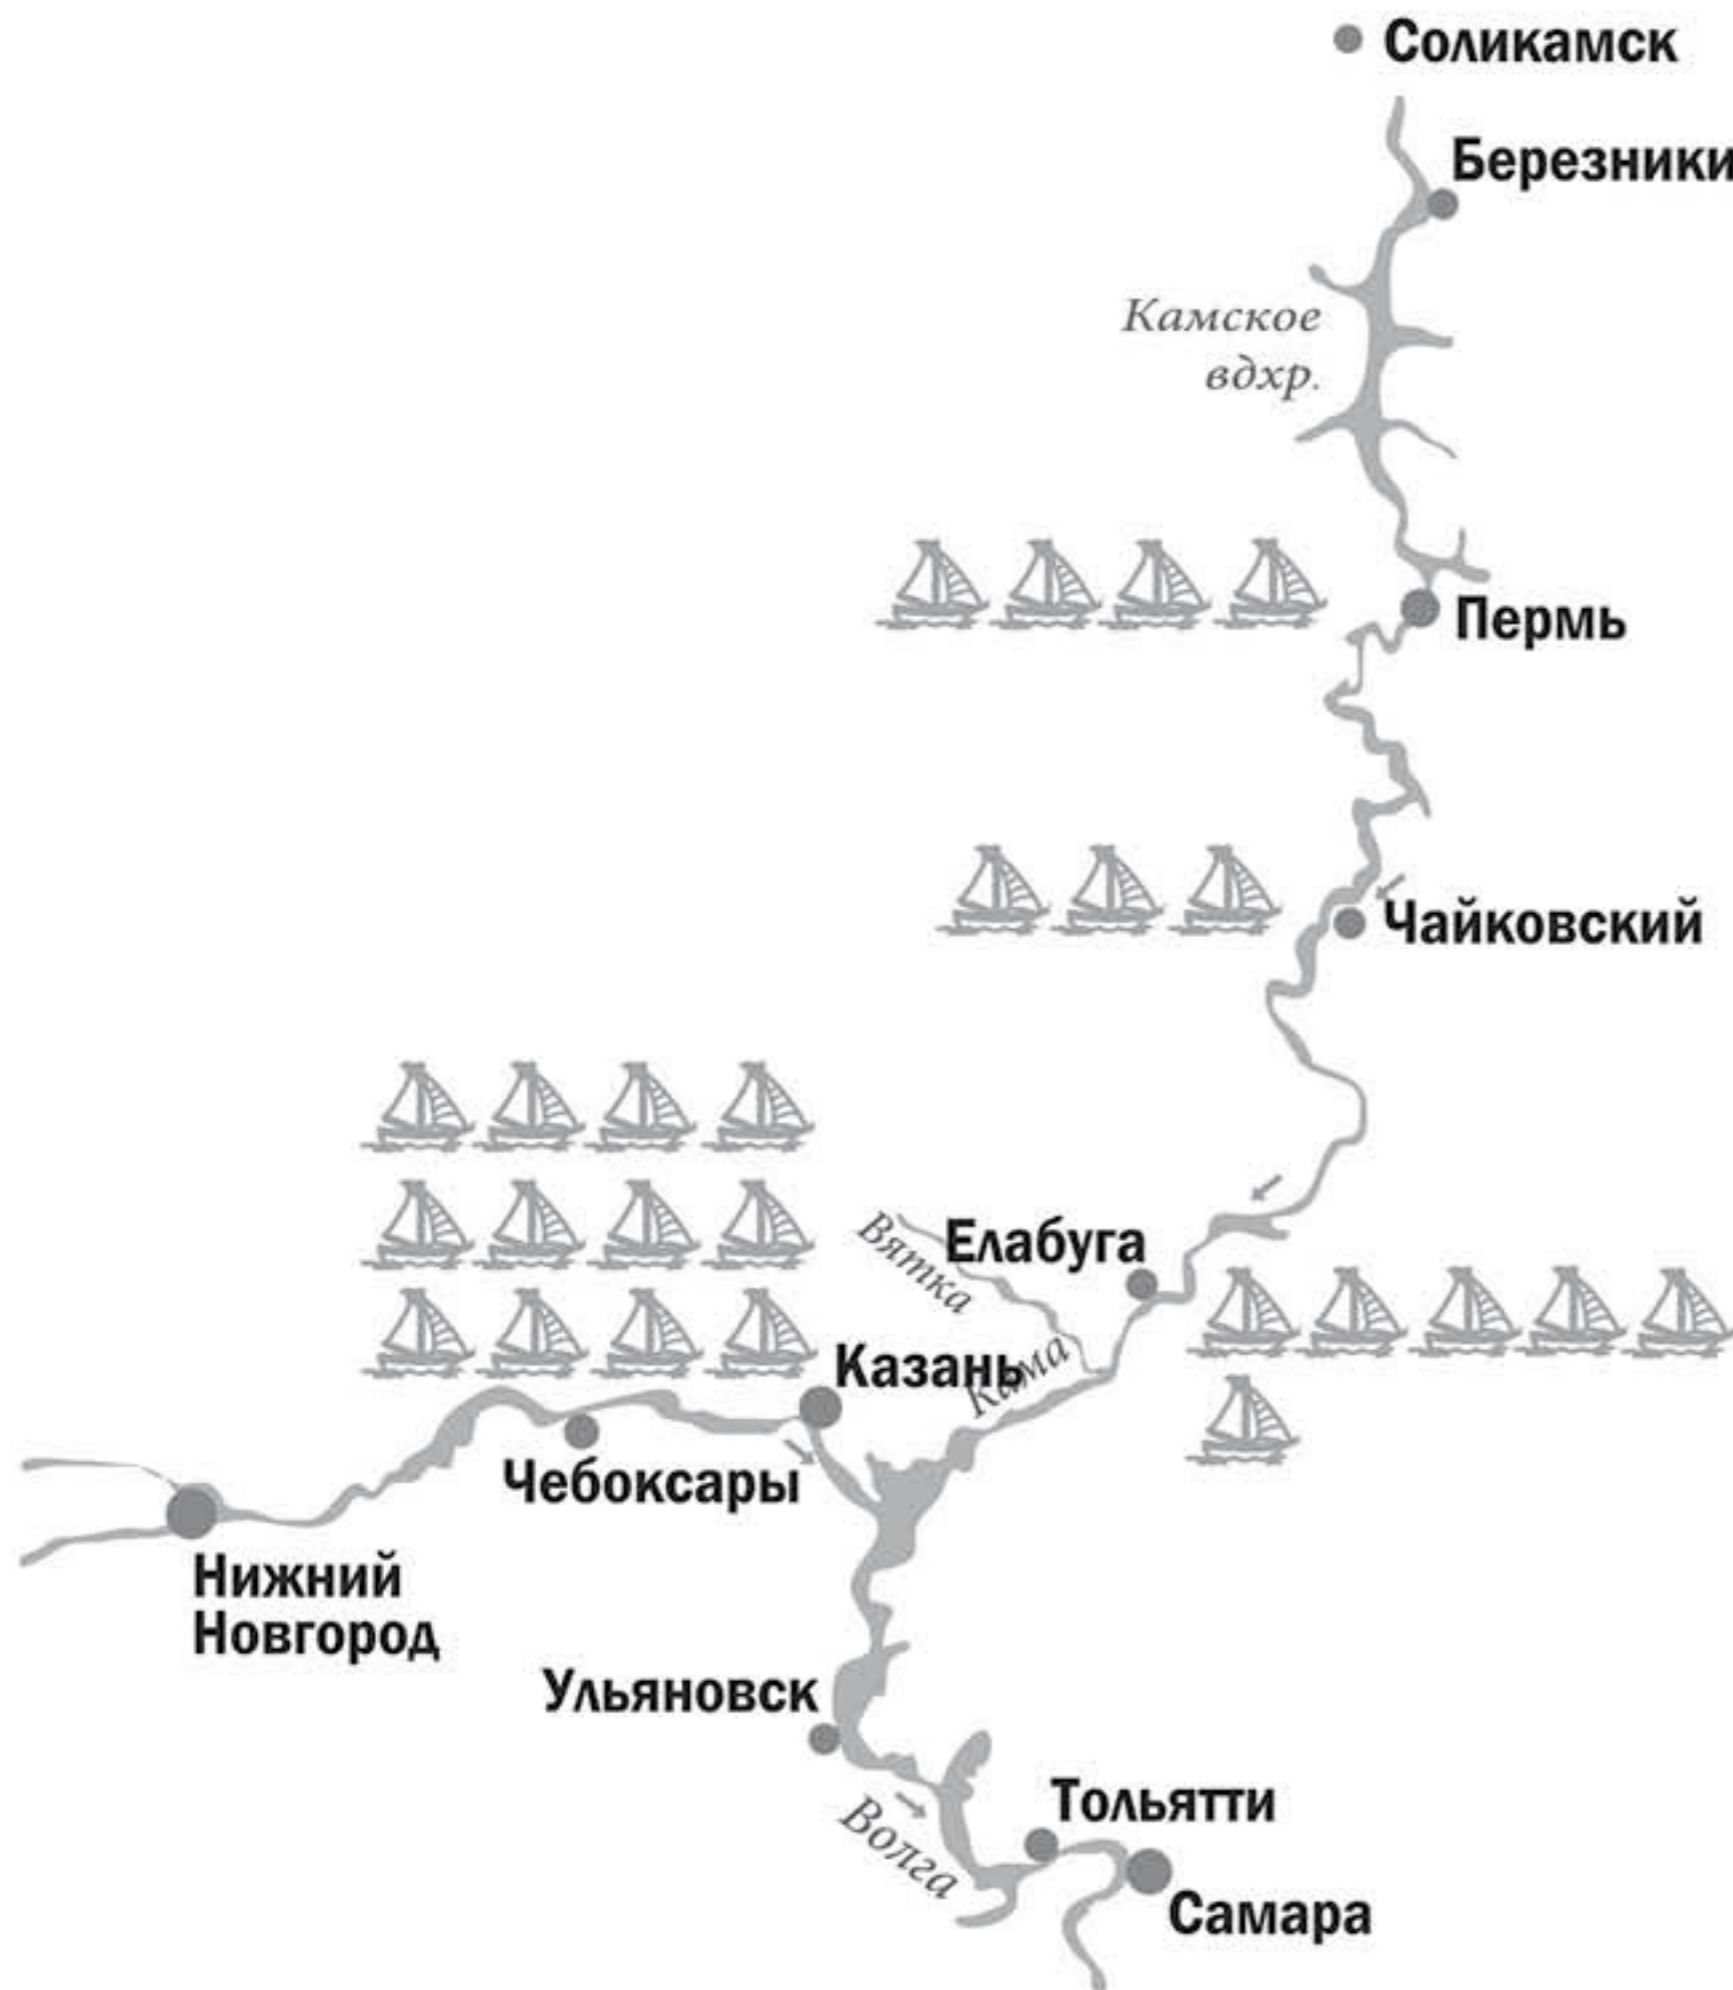 Соликамск
Березники
Камское
вдхр.
Пермь
Чайковский
Вятка
Елабуга
Казань
Кама
Чебоксары
Нижний
Новгород
Ульяновск
Тольятти
Волга
Самара